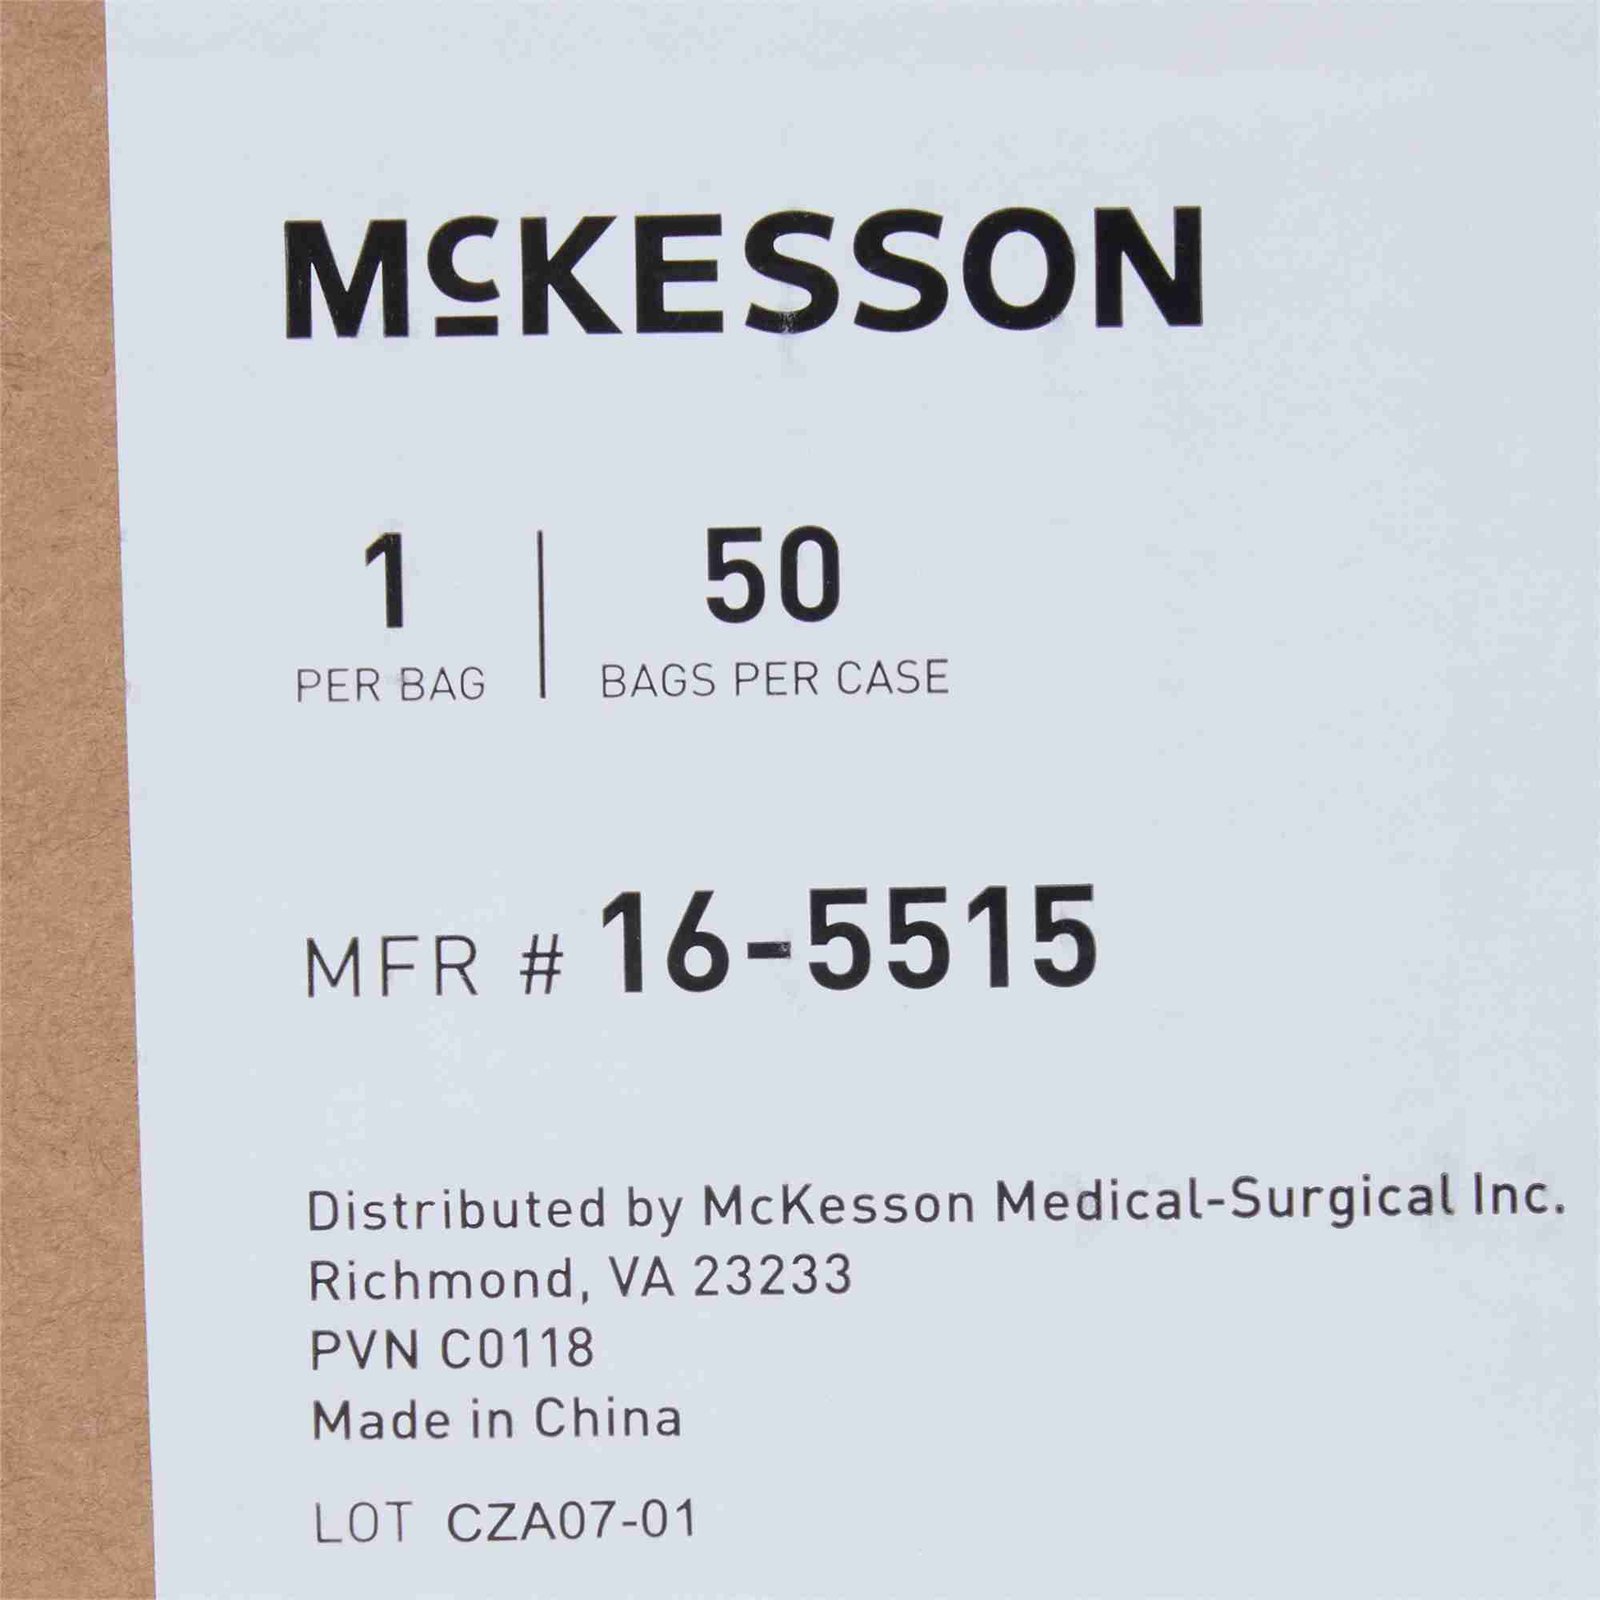 McKESSON
1 50
PER BAG BAGS PER CASE
MFR # 16-5515
Distributed by McKesson Medical-Surgical Inc.
Richmond, VA 23233
PVN C0118
Made in China
LOT CZA07-01